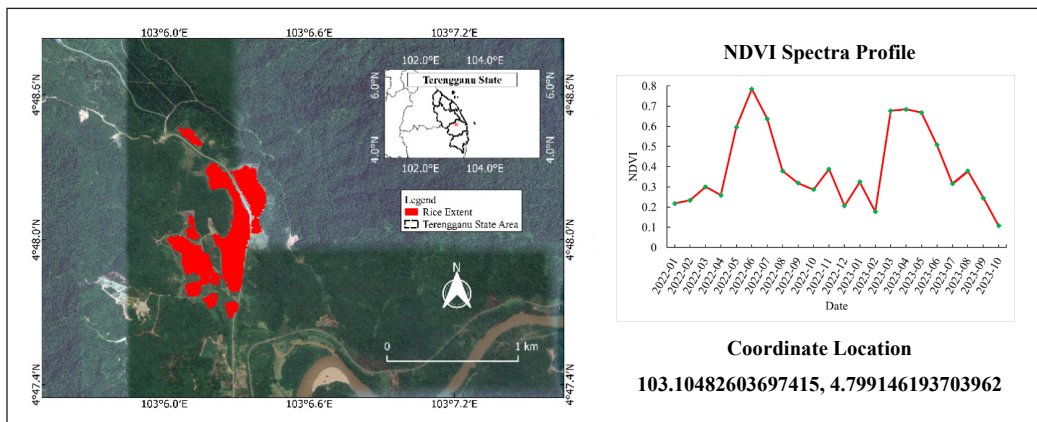 103°6.0′E 103°6.6′E 103°7.2′E
4°48.6′N 4°48.0′N 4°47.4′N
102.0°E 104.0°E
Terengganu State
6.0°N 4.0°N
6.0°N 4.0°N
102.0°E 104.0°E
Legend
Rice Extent
Terengganu State Area
N
0 1 km
4°48.6′N 4°48.0′N 4°47.4′N
103°6.0′E 103°6.6′E 103°7.2′E
NDVI Spectra Profile
0.8
0.7
0.6
0.5
0.4
0.3
0.2
0.1
0
NDVI
2022-01 2022-02 2022-03 2022-04 2022-05 2022-06 2022-07 2022-08 2022-09 2022-10 2022-11 2022-12 2023-01 2023-02 2023-03 2023-04 2023-05 2023-06 2023-07 2023-08 2023-09 2023-10
Date
Coordinate Location
103.10482603697415, 4.799146193703962